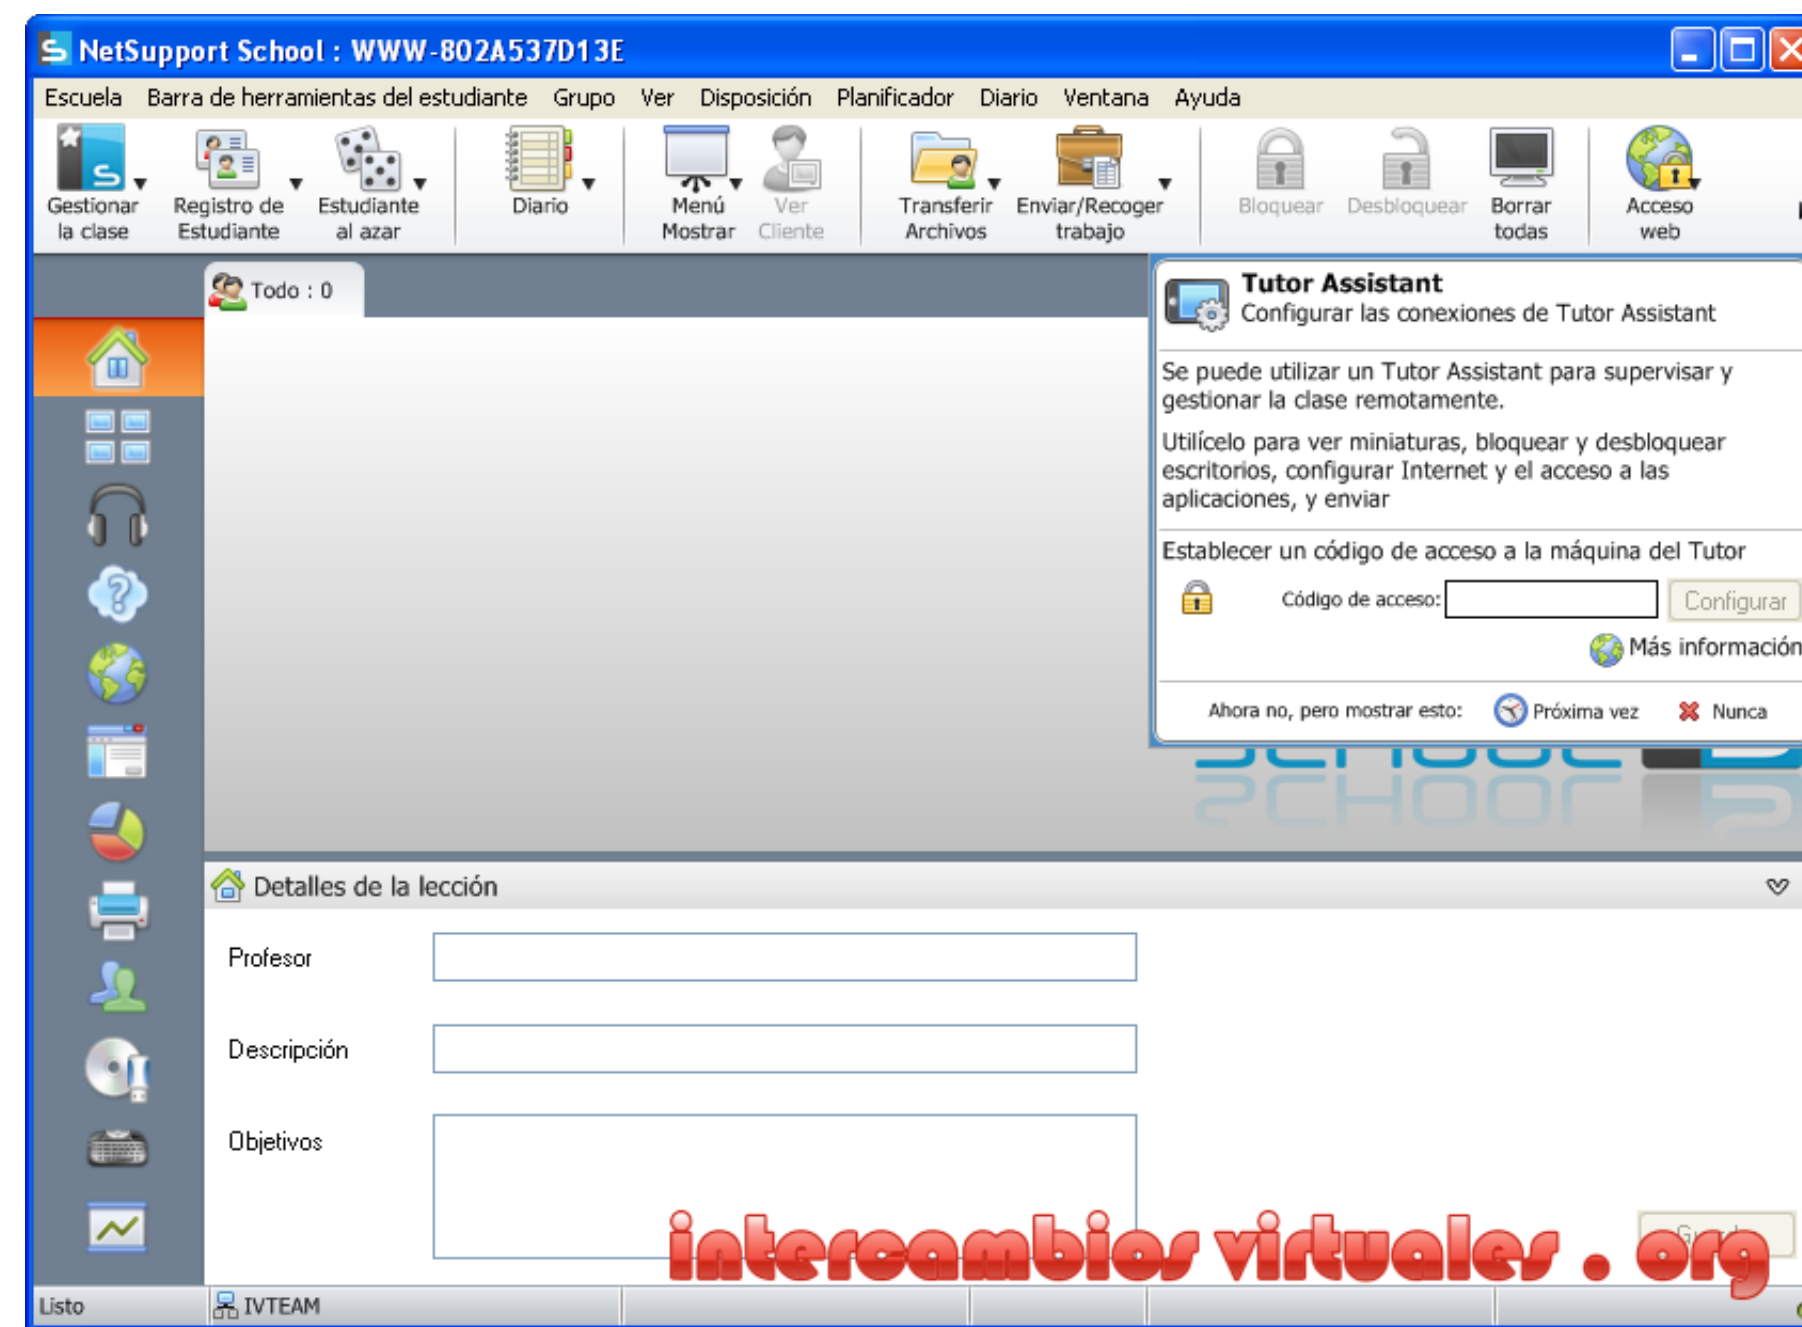 NetSupport School : WWW-802A537D13E
Escuela Barra de herramientas del estudiante Grupo Ver Disposición Planificador Diario Ventana Ayuda
Gestionar la clase
Registro de Estudiante
Estudiante al azar
Diario
Menú Mostrar
Ver Cliente
Transferir Archivos
Enviar/Recoger trabajo
Bloquear
Desbloquear
Borrar todas
Acceso web
Todo : 0
Tutor Assistant
Configurar las conexiones de Tutor Assistant
Se puede utilizar un Tutor Assistant para supervisar y
gestionar la clase remotamente.
Utilícelo para ver miniaturas, bloquear y desbloquear
escritorios, configurar Internet y el acceso a las
aplicaciones, y enviar
Establecer un código de acceso a la máquina del Tutor
Código de acceso: Configurar
Más información
Ahora no, pero mostrar esto: Próxima vez Nunca
SCHOOL
Detalles de la lección
Profesor
Descripción
Objetivos
intercambios virtuales . org
Listo IVTEAM